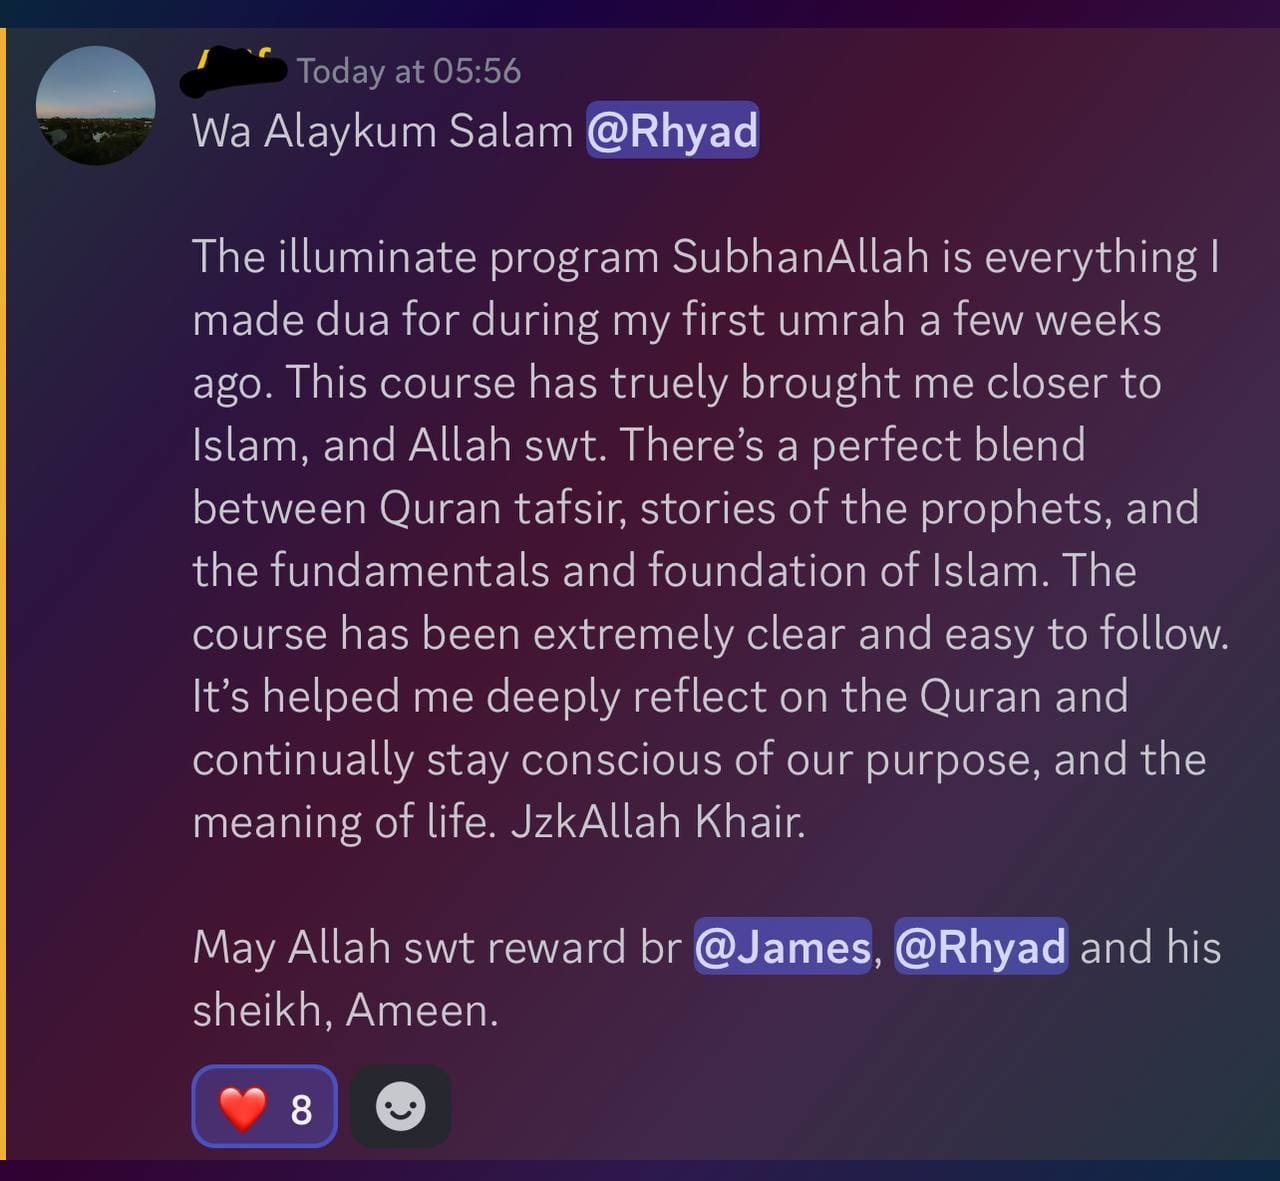 Today at 05:56
Wa Alaykum Salam @Rhyad
The illuminate program SubhanAllah is everything I
made dua for during my first umrah a few weeks
ago. This course has truely brought me closer to
Islam, and Allah swt. There’s a perfect blend
between Quran tafsir, stories of the prophets, and
the fundamentals and foundation of Islam. The
course has been extremely clear and easy to follow.
It’s helped me deeply reflect on the Quran and
continually stay conscious of our purpose, and the
meaning of life. JzkAllah Khair.
May Allah swt reward br @James, @Rhyad and his
sheikh, Ameen.
❤️ 8